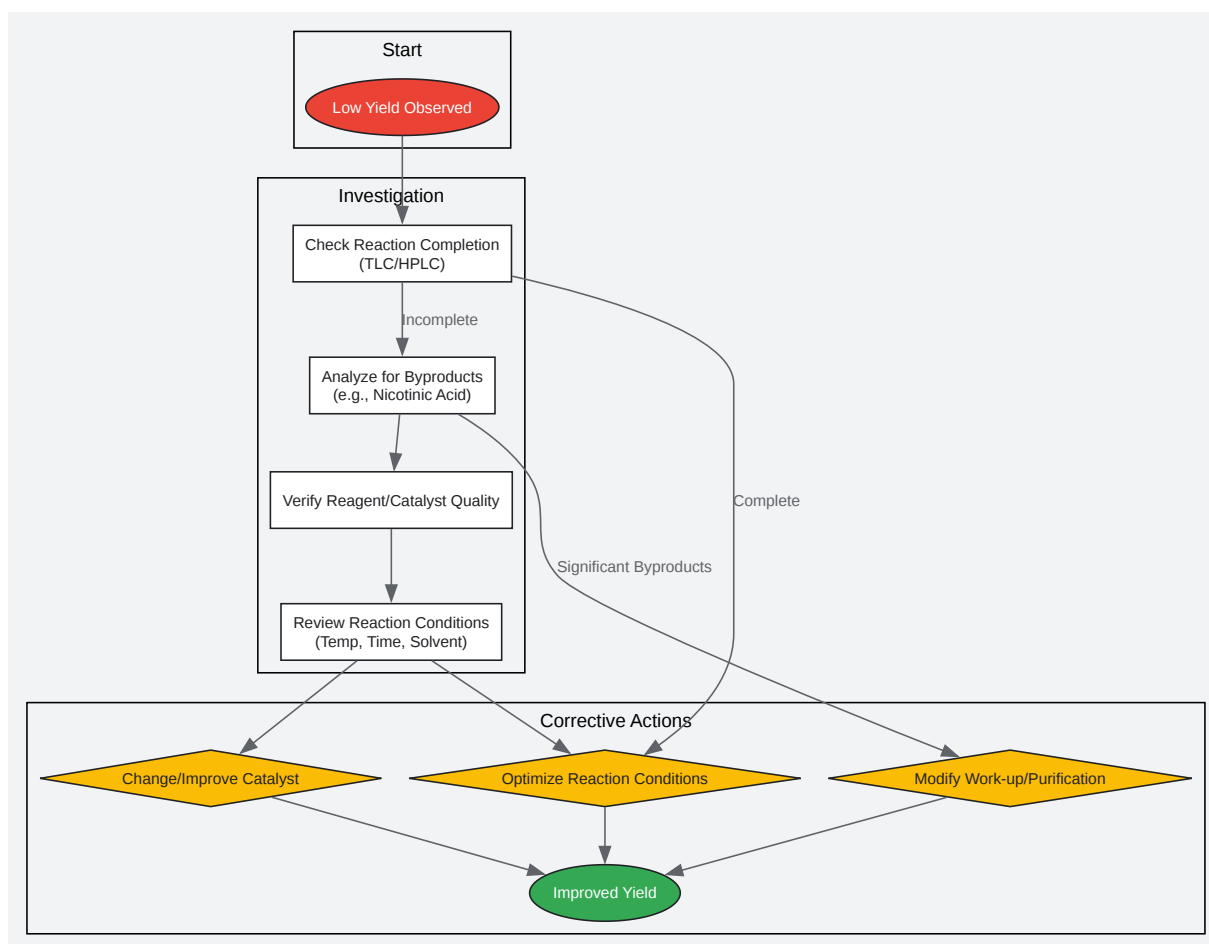 Start
Low Yield Observed
Investigation
Check Reaction Completion
(TLC/HPLC)
Incomplete
Analyze for Byproducts
(e.g., Nicotinic Acid)
Verify Reagent/Catalyst Quality
Complete
Significant Byproducts
Review Reaction Conditions
(Temp, Time, Solvent)
Corrective Actions
Change/Improve Catalyst
Optimize Reaction Conditions
Modify Work-up/Purification
Improved Yield